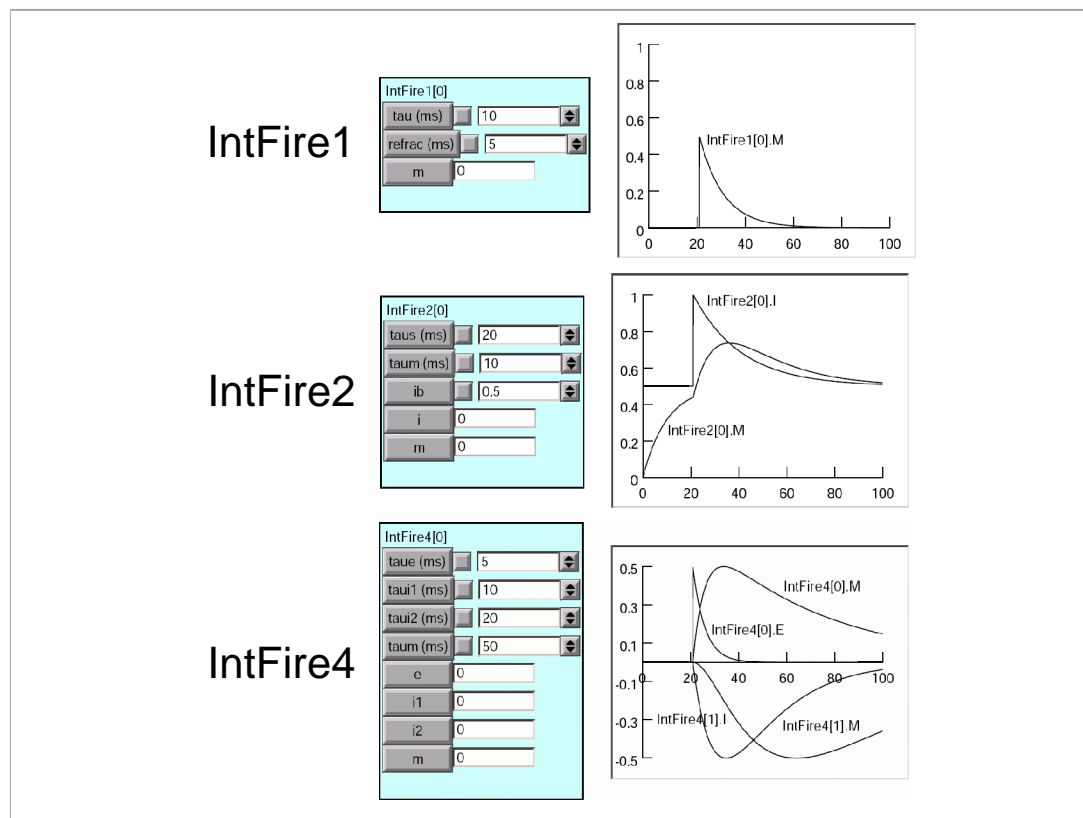 IntFire1
IntFire1[0]
tau (ms) 10
refrac (ms) 5
m 0
1
0.8
0.6
0.4
0.2
0
IntFire1[0].M
0 20 40 60 80 100
IntFire2
IntFire2[0]
taus (ms) 20
taum (ms) 10
ib 0.5
i 0
m 0
1
0.8
0.6
0.4
0.2
0
IntFire2[0].I
IntFire2[0].M
0 20 40 60 80 100
IntFire4
IntFire4[0]
taue (ms) 5
taui1 (ms) 10
taui2 (ms) 20
taum (ms) 50
e 0
i1 0
i2 0
m 0
0.5
0.3
0.1
-0.1
-0.3
-0.5
IntFire4[0].M
IntFire4[0].E
0 20 40 60 80 100
IntFire4[1].I
IntFire4[1].M